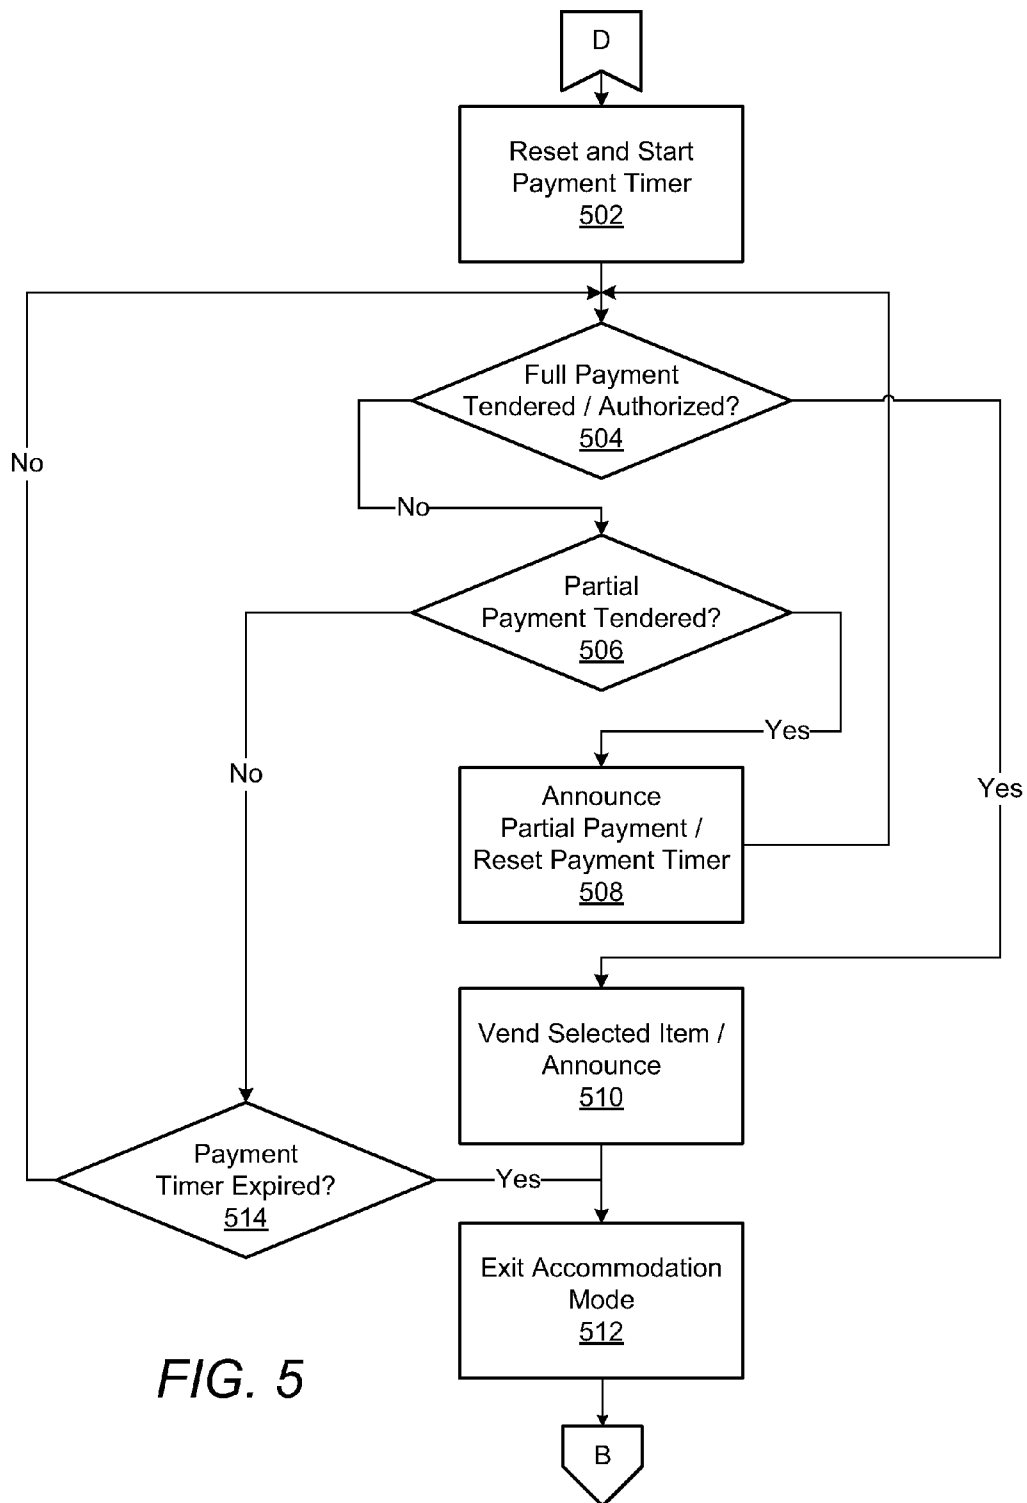 D
Reset and Start
Payment Timer
502
Full Payment
Tendered / Authorized?
504
No
No
Partial
Payment Tendered?
506
Yes
No
Yes
Announce
Partial Payment /
Reset Payment Timer
508
Vend Selected Item /
Announce
510
Payment
Timer Expired?
514
Yes
Exit Accommodation
Mode
512
FIG. 5
B